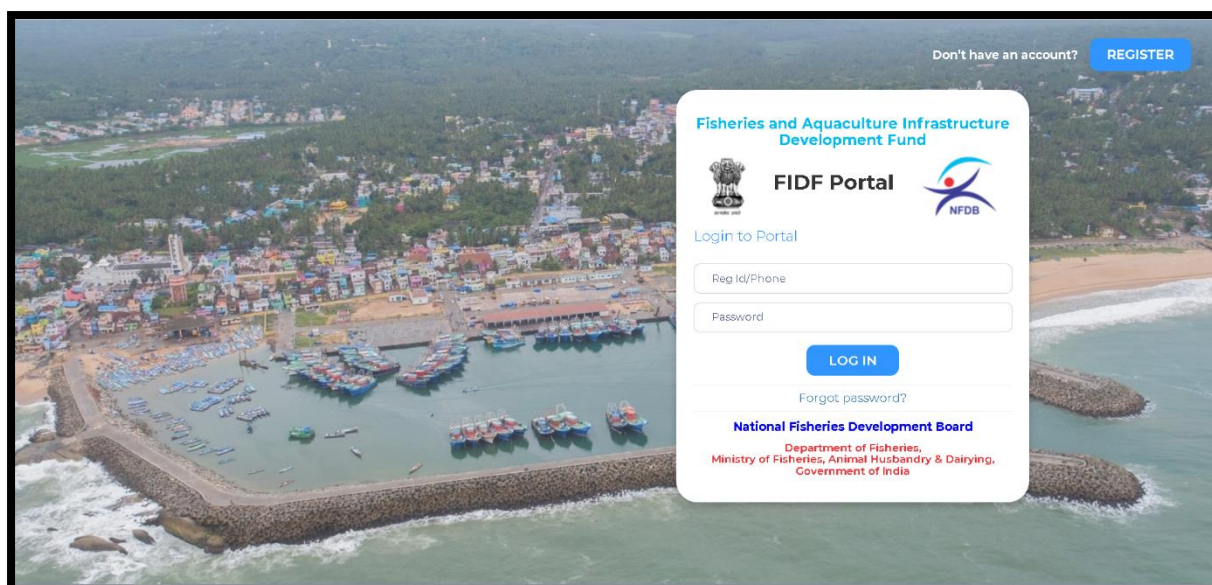 Don't have an account? REGISTER
Fisheries and Aquaculture Infrastructure
Development Fund
FIDF Portal
NFDB
Login to Portal
Reg Id/Phone
Password
LOG IN
Forgot password?
National Fisheries Development Board
Department of Fisheries,
Ministry of Fisheries, Animal Husbandry & Dairying,
Government of India